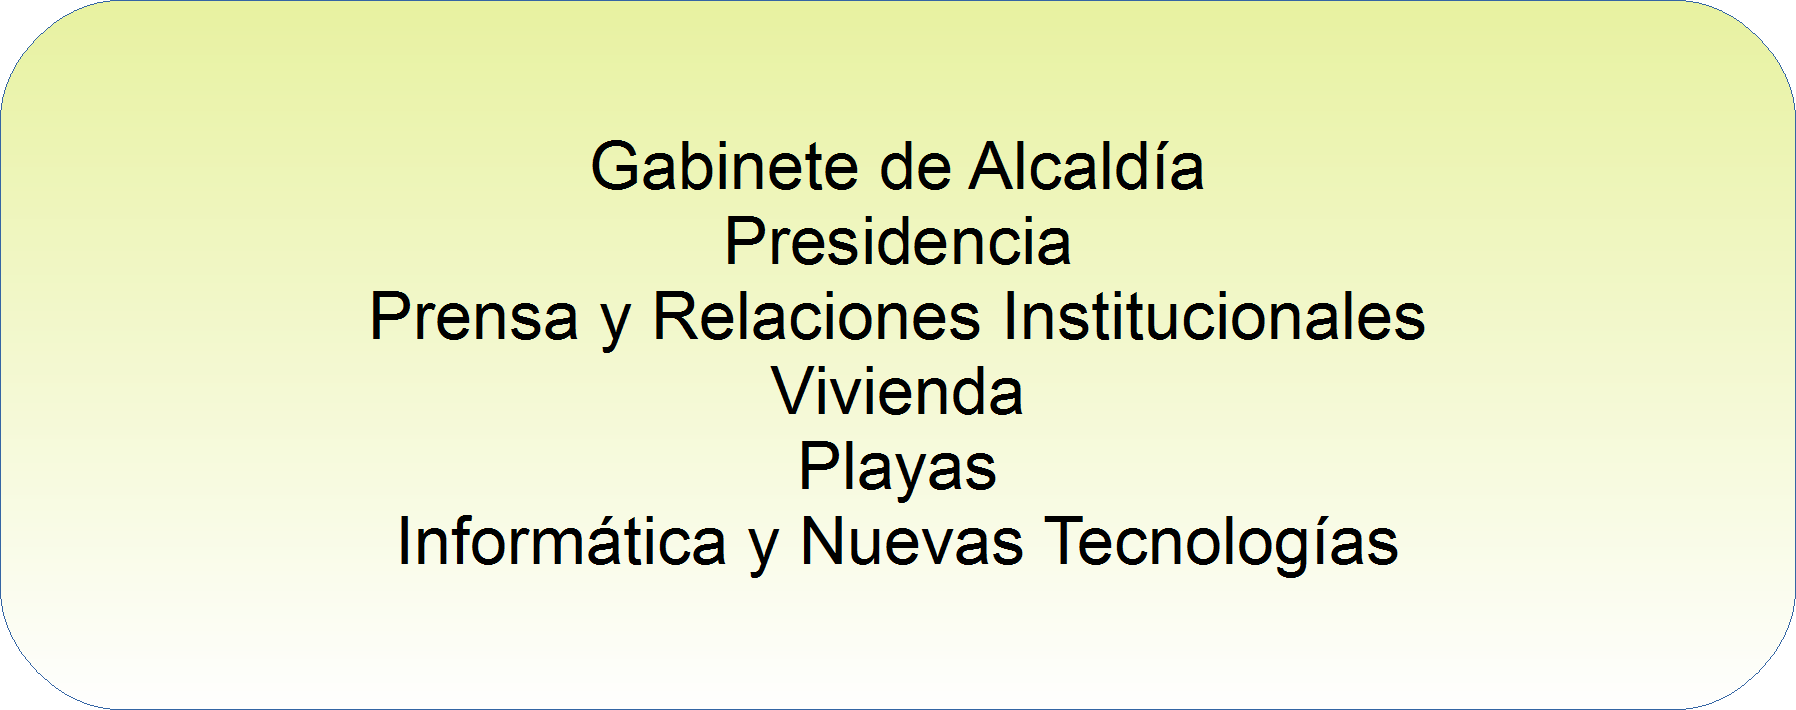 Gabinete de Alcaldía
Presidencia
Prensa y Relaciones Institucionales
Vivienda
Playas
Informática y Nuevas Tecnologías